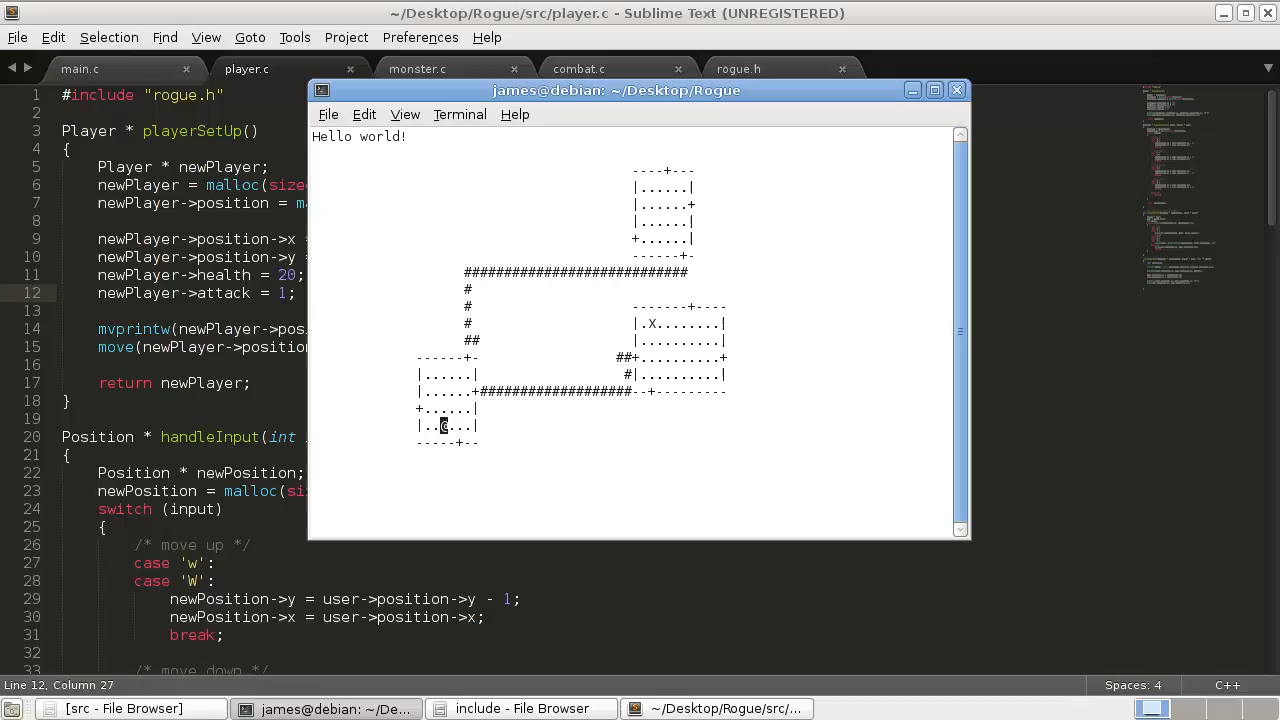 ~/Desktop/Rogue/src/player.c - Sublime Text (UNREGISTERED)
File Edit Selection Find View Goto Tools Project Preferences Help
main.c × player.c × monster.c × combat.c × rogue.h ×
1 #include "rogue.h"
2
3 Player * playerSetUp()
4 {
5     Player * newPlayer;
6     newPlayer = malloc(size
7     newPlayer->position = m
8
9     newPlayer->position->x =
10     newPlayer->position->y
11     newPlayer->health = 20;
12     newPlayer->attack = 1;
13
14     mvprintw(newPlayer->pos
15     move(newPlayer->position
16
17     return newPlayer;
18 }
19
20 Position * handleInput(int
21 {
22     Position * newPosition;
23     newPosition = malloc(si
24     switch (input)
25     {
26         /* move up */
27         case 'w':
28         case 'W':
29             newPosition->y = user->position->y - 1;
30             newPosition->x = user->position->x;
31             break;
32
33         /* move down */
james@debian: ~/Desktop/Rogue
File Edit View Terminal Help
Hello world!
----+---
|......|
|......+
|......|
+......|
------+-
############################
#
#                    -------+----
#                    |.X........|
##                   |..........|
------+-                 ##+..........+
|......|                  #|..........|
|......+###################--+---------
+......|
|..@...|
-----+--
Line 12, Column 27 Spaces: 4 C++
[src - File Browser] james@debian: ~/De... include - File Browser ~/Desktop/Rogue/src/...